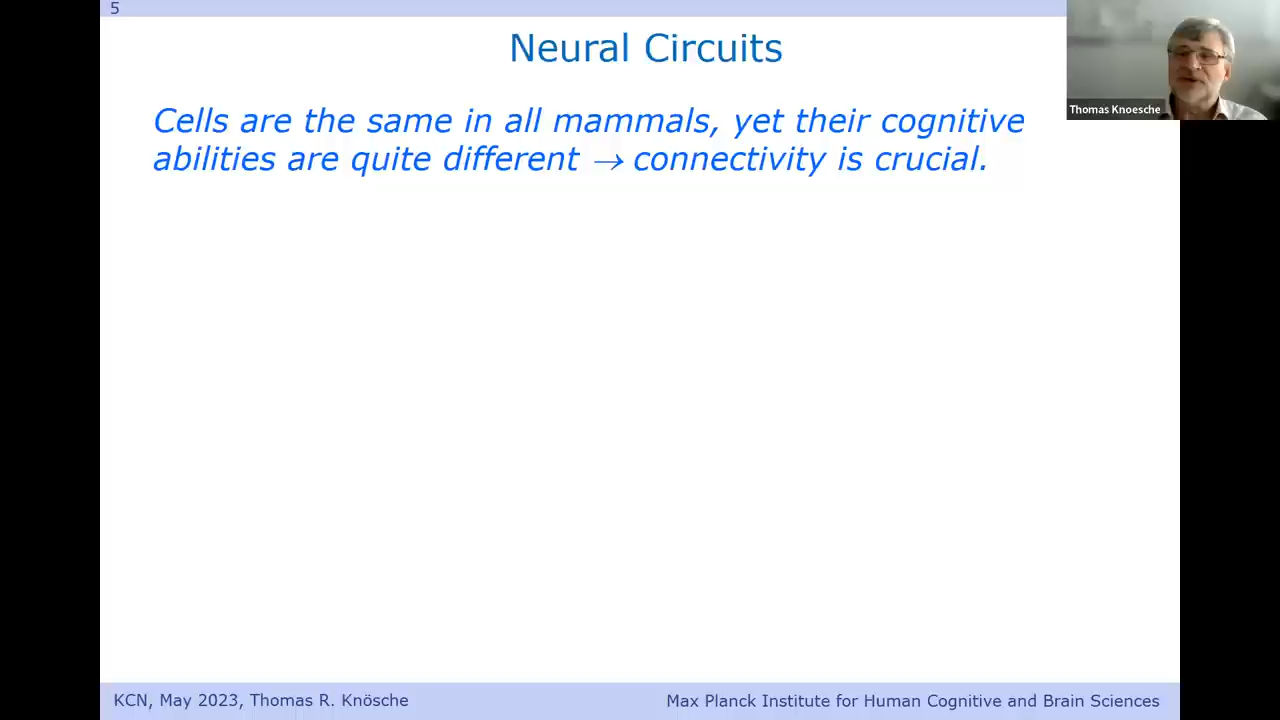 5
Neural Circuits
Cells are the same in all mammals, yet their cognitive
abilities are quite different → connectivity is crucial.
Thomas Knoesche
KCN, May 2023, Thomas R. Knösche
Max Planck Institute for Human Cognitive and Brain Sciences